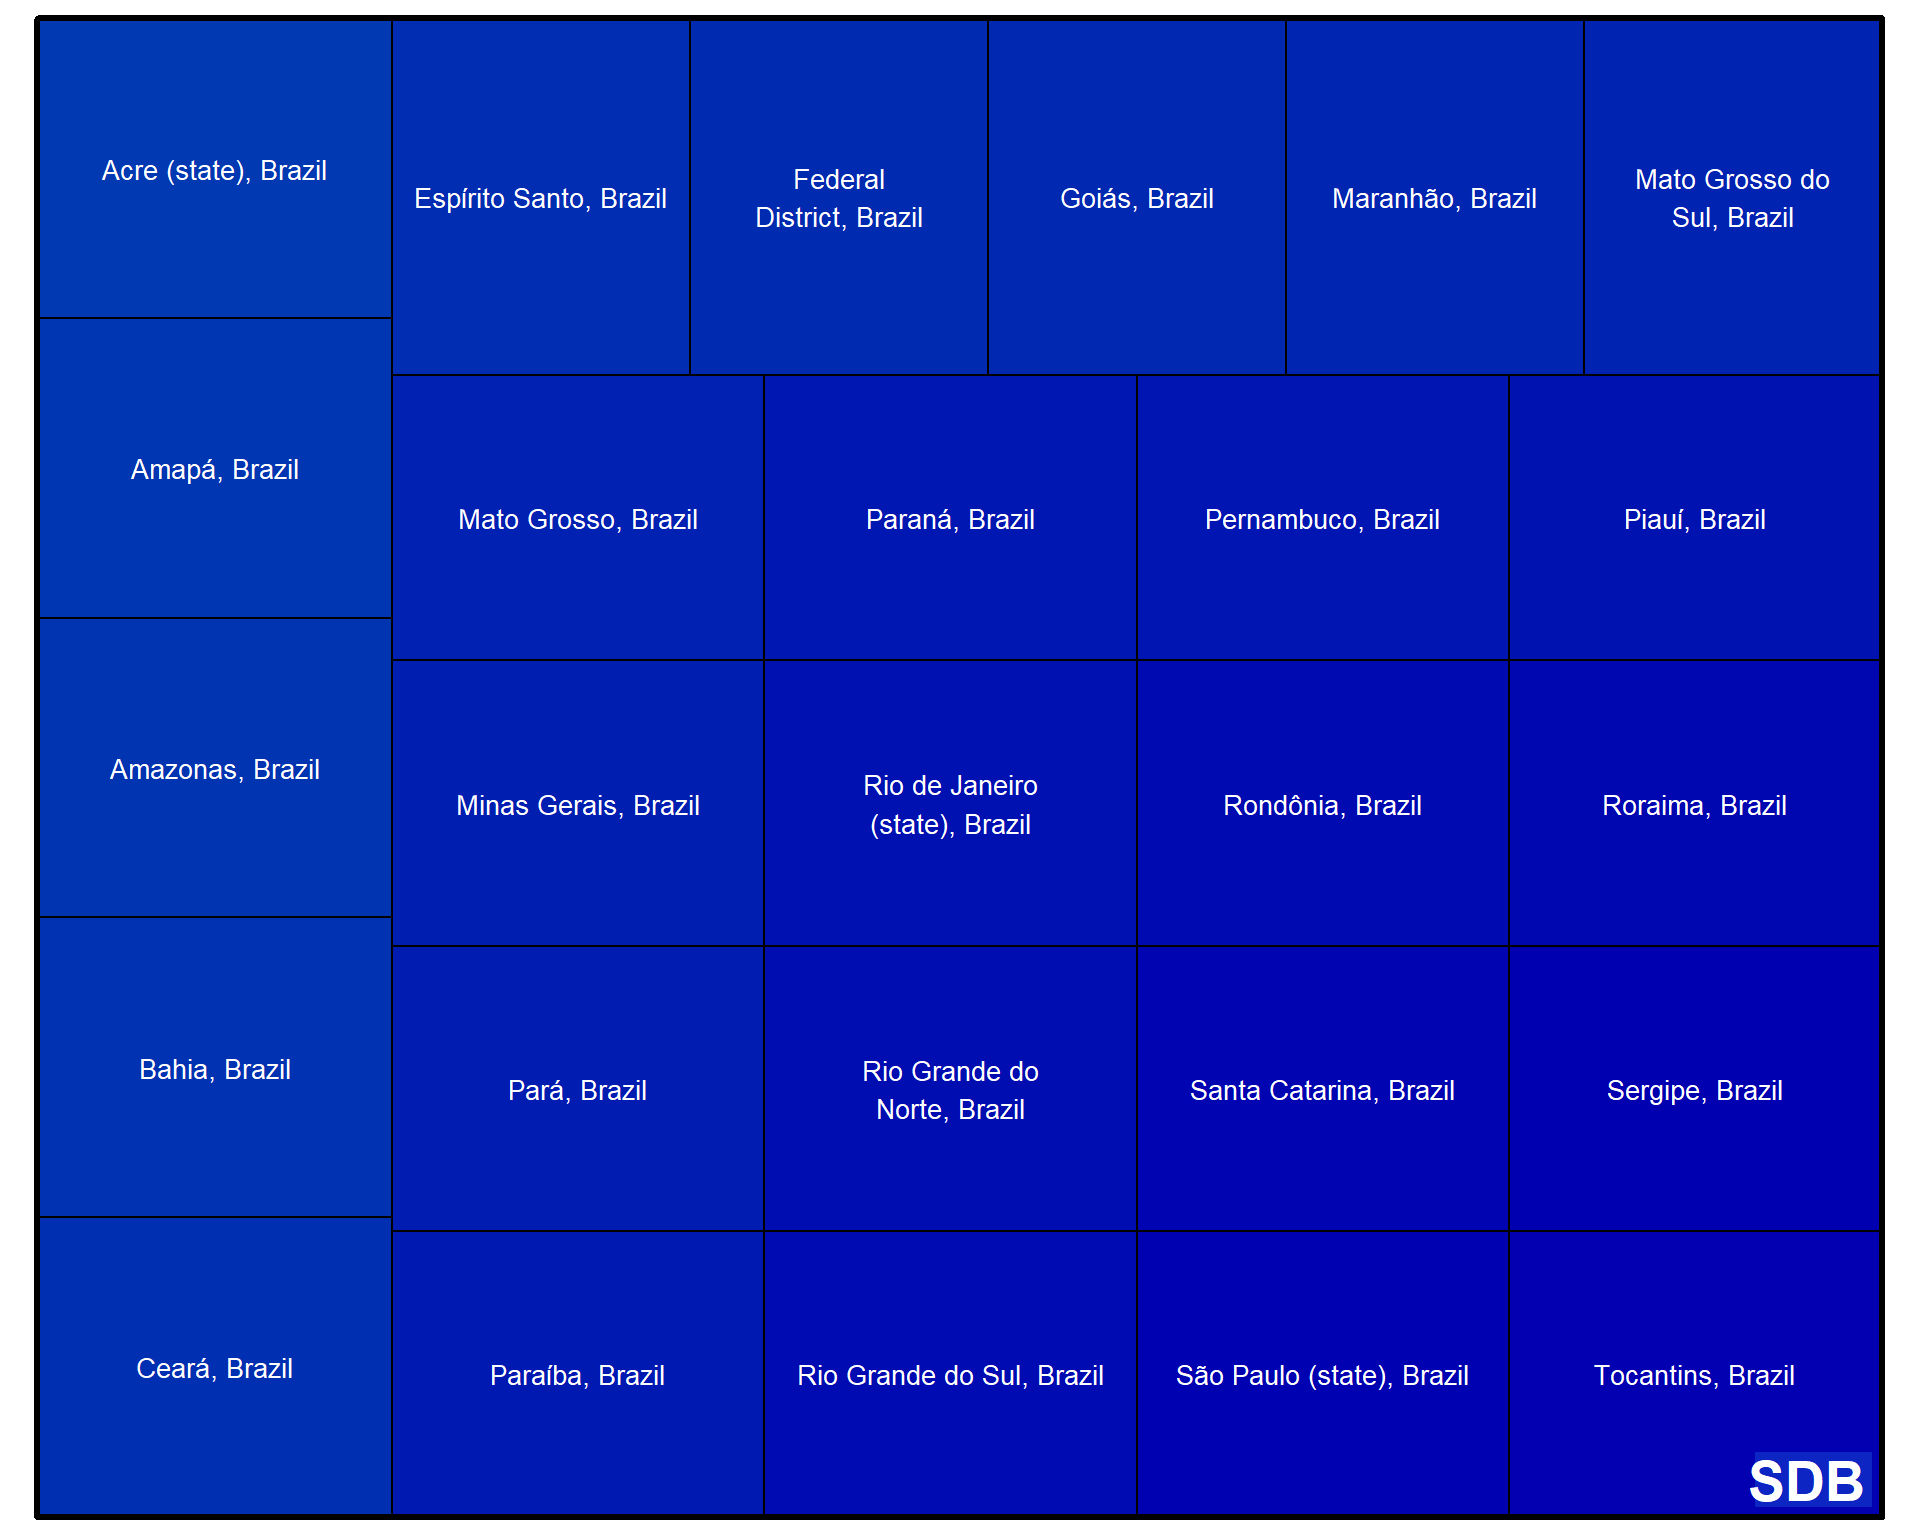 Acre (state), Brazil
Espírito Santo, Brazil
Federal
District, Brazil
Goiás, Brazil
Maranhão, Brazil
Mato Grosso do
Sul, Brazil
Amapá, Brazil
Mato Grosso, Brazil
Paraná, Brazil
Pernambuco, Brazil
Piauí, Brazil
Amazonas, Brazil
Minas Gerais, Brazil
Rio de Janeiro
(state), Brazil
Rondônia, Brazil
Roraima, Brazil
Bahia, Brazil
Pará, Brazil
Rio Grande do
Norte, Brazil
Santa Catarina, Brazil
Sergipe, Brazil
Ceará, Brazil
Paraíba, Brazil
Rio Grande do Sul, Brazil
São Paulo (state), Brazil
Tocantins, Brazil
SDB